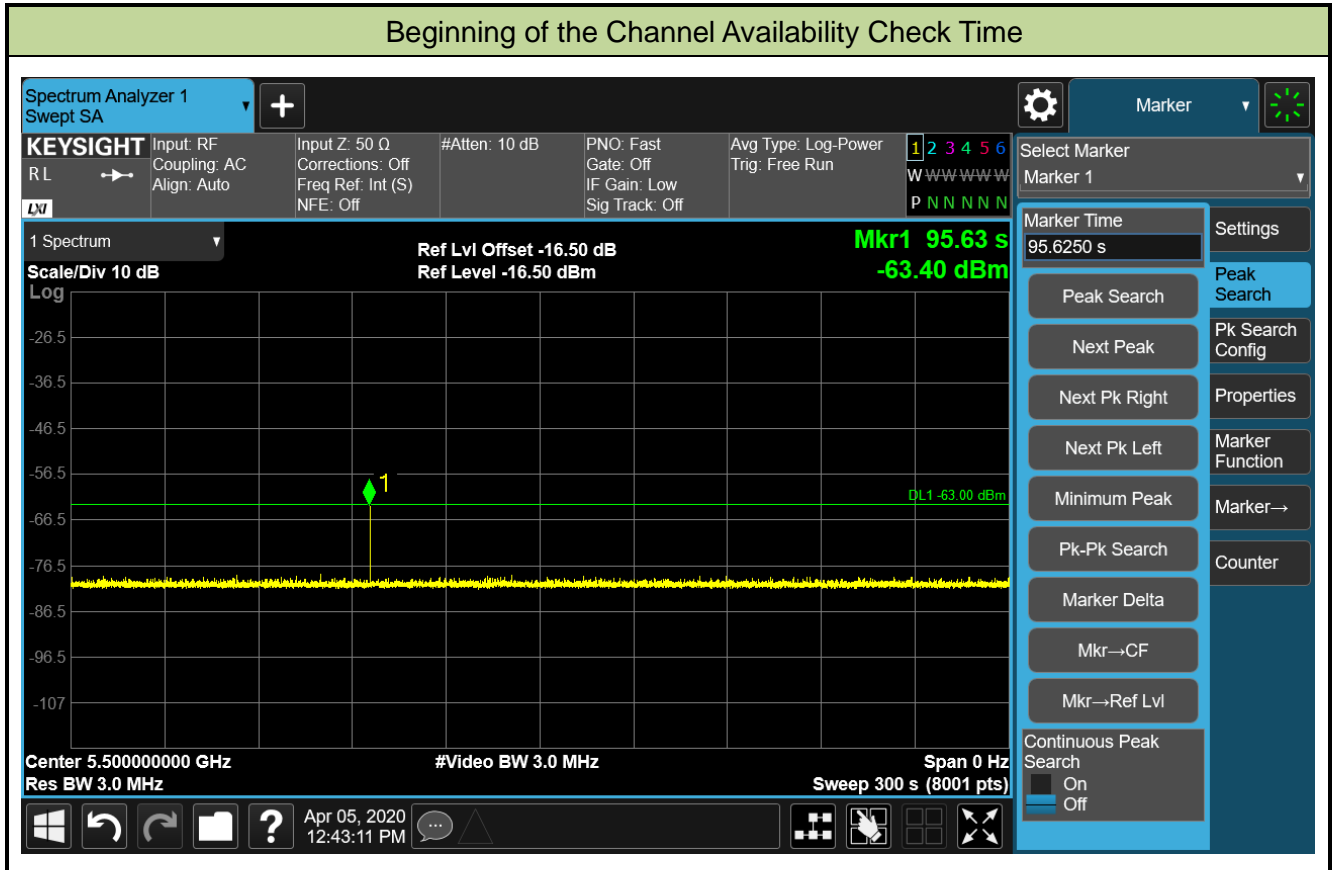 Beginning of the Channel Availability Check Time
Spectrum Analyzer 1
Swept SA
+
Marker
KEYSIGHT
R L
LXI
Input: RF
Coupling: AC
Align: Auto
Input Z: 50 Ω
Corrections: Off
Freq Ref: Int (S)
NFE: Off
#Atten: 10 dB
PNO: Fast
Gate: Off
IF Gain: Low
Sig Track: Off
Avg Type: Log-Power
Trig: Free Run
1 2 3 4 5 6
W W W W W W
P N N N N N
Select Marker
Marker 1
1 Spectrum
Scale/Div 10 dB
Log
Ref Lvl Offset -16.50 dB
Ref Level -16.50 dBm
Mkr1 95.63 s
-63.40 dBm
-26.5
-36.5
-46.5
-56.5
-66.5
-76.5
-86.5
-96.5
-107
1
DL1 -63.00 dBm
Center 5.500000000 GHz
Res BW 3.0 MHz
#Video BW 3.0 MHz
Span 0 Hz
Sweep 300 s (8001 pts)
Marker Time
95.6250 s
Peak Search
Next Peak
Next Pk Right
Next Pk Left
Minimum Peak
Pk-Pk Search
Marker Delta
Mkr→CF
Mkr→Ref Lvl
Continuous Peak
Search
On
Off
Settings
Peak
Search
Pk Search
Config
Properties
Marker
Function
Marker→
Counter
?
Apr 05, 2020
12:43:11 PM